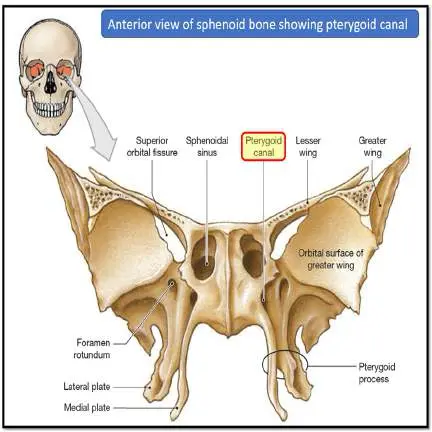 Anterior view of sphenoid bone showing pterygoid canal
Superior
orbital fissure
Sphenoidal
sinus
Pterygoid
canal
Lesser
wing
Greater
wing
Orbital surface of
greater wing
Foramen
rotundum
Pterygoid
process
Lateral plate
Medial plate